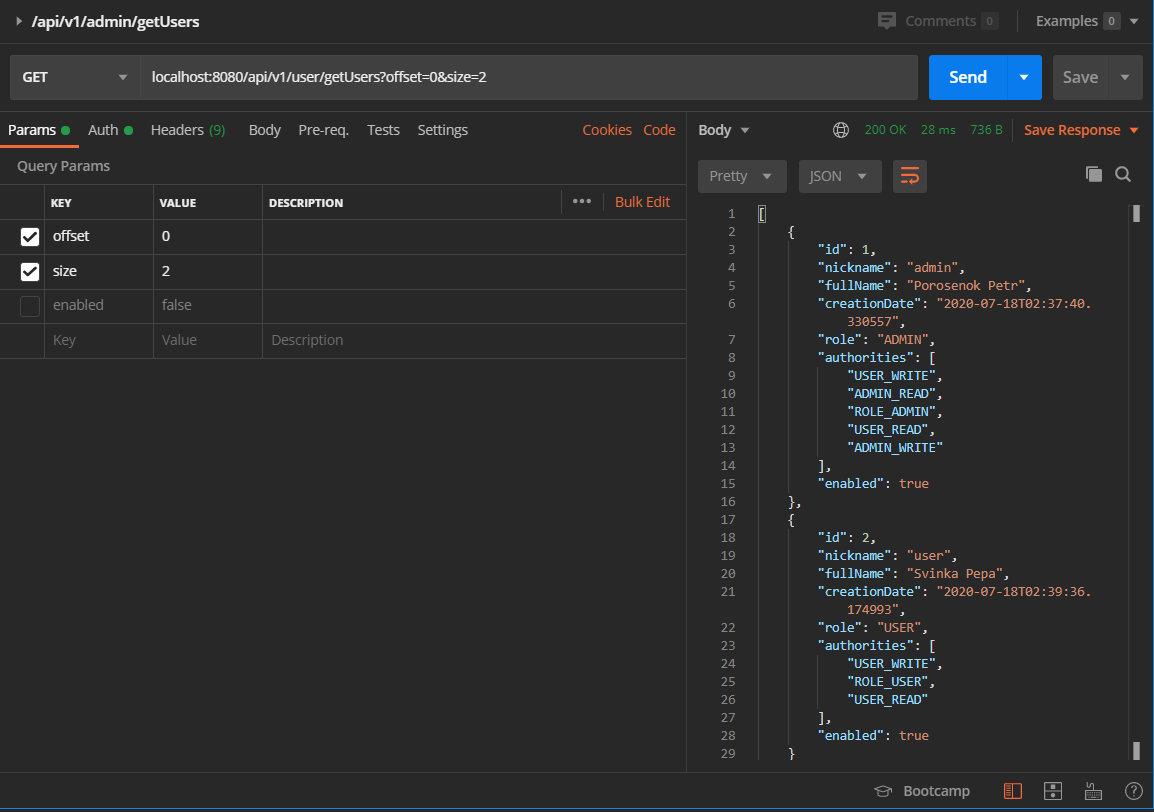 /api/v1/admin/getUsers
Comments 0
Examples 0
GET
localhost:8080/api/v1/user/getUsers?offset=0&size=2
Send
Save
Params
Auth
Headers (9)
Body
Pre-req.
Tests
Settings
Cookies
Code
Query Params
KEY VALUE DESCRIPTION
••• Bulk Edit
offset 0
size 2
enabled false
Key Value Description
Body
200 OK 28 ms 736 B
Save Response
Pretty
JSON
1 [
2 {
3 "id": 1,
4 "nickname": "admin",
5 "fullName": "Porosenok Petr",
6 "creationDate": "2020-07-18T02:37:40.
330557",
7 "role": "ADMIN",
8 "authorities": [
9 "USER_WRITE",
10 "ADMIN_READ",
11 "ROLE_ADMIN",
12 "USER_READ",
13 "ADMIN_WRITE"
14 ],
15 "enabled": true
16 },
17 {
18 "id": 2,
19 "nickname": "user",
20 "fullName": "Svinka Pepa",
21 "creationDate": "2020-07-18T02:39:36.
174993",
22 "role": "USER",
23 "authorities": [
24 "USER_WRITE",
25 "ROLE_USER",
26 "USER_READ"
27 ],
28 "enabled": true
29 }
Bootcamp